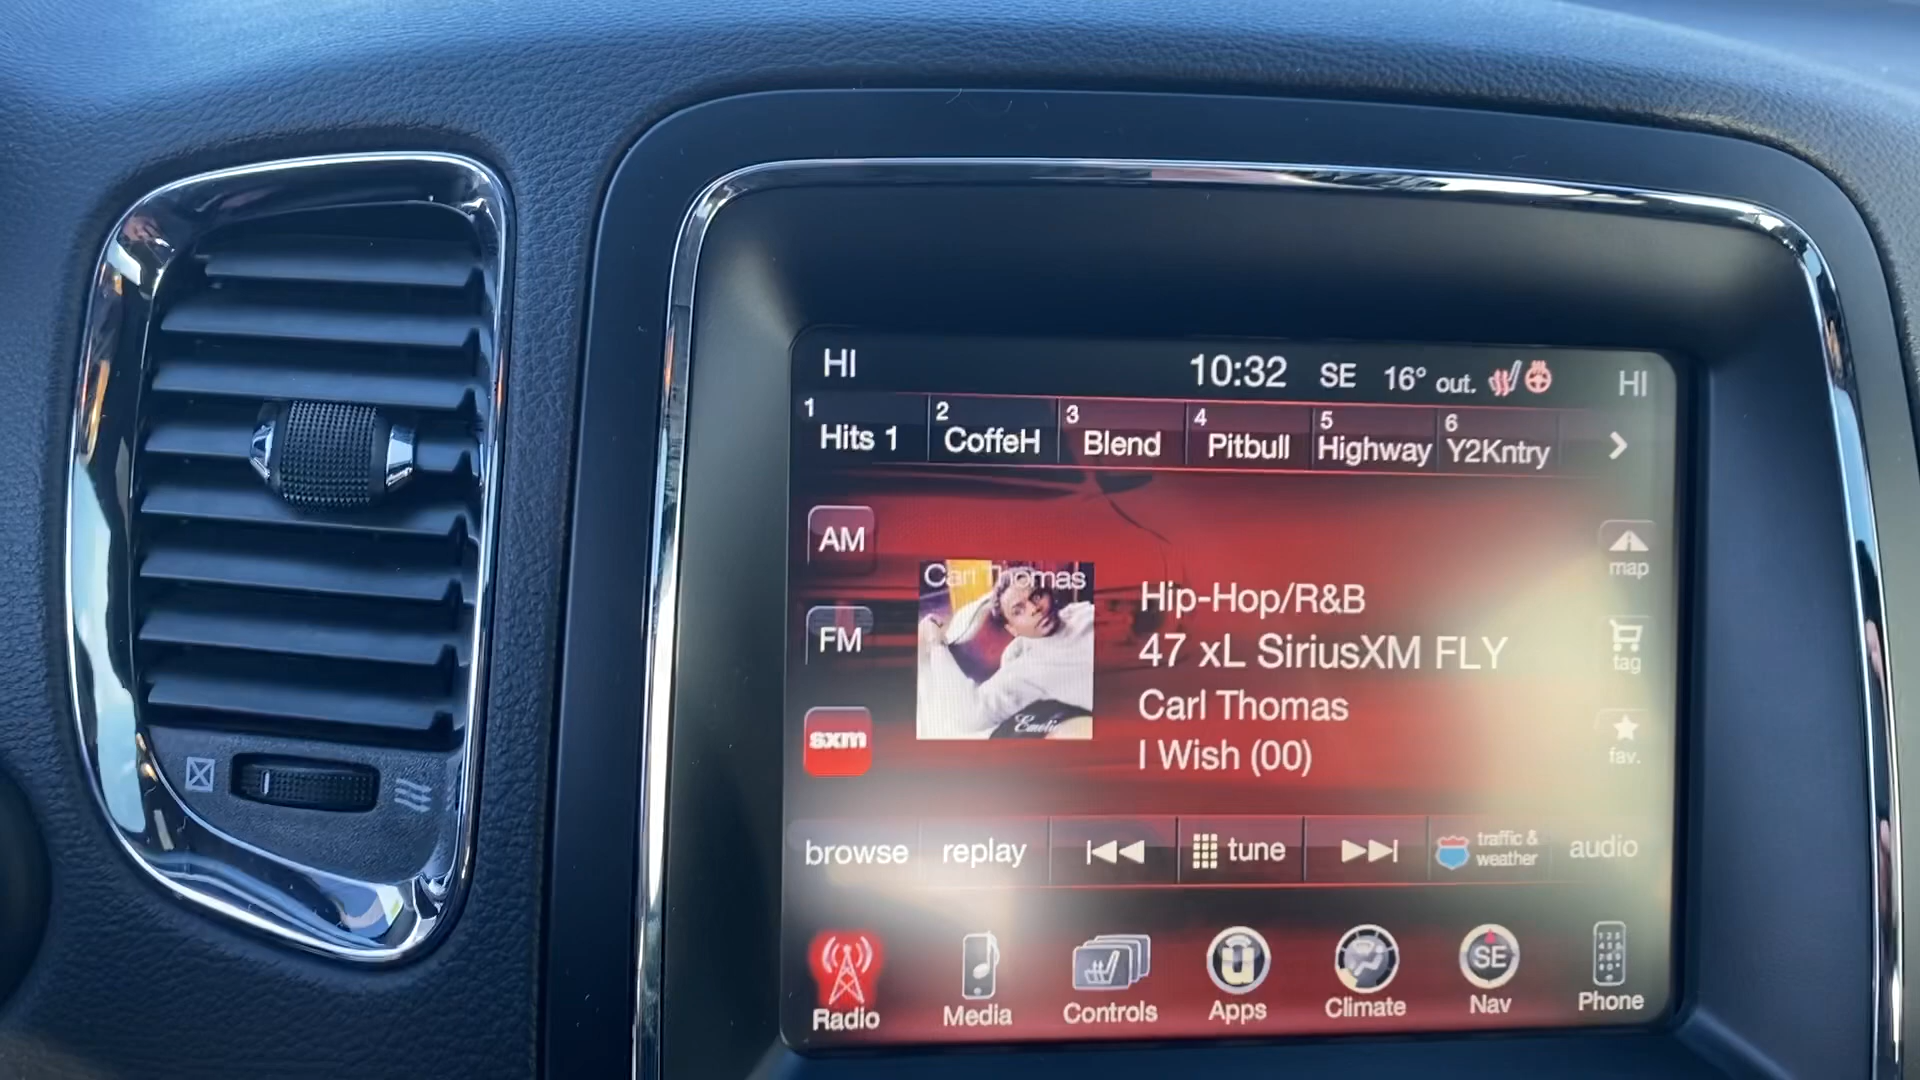 HI 10:32 SE 16° out. HI
1 Hits 1 2 CoffeH 3 Blend 4 Pitbull 5 Highway 6 Y2Kntry
AM
FM
sxm
Carl Thomas
Hip-Hop/R&B
47 xL SiriusXM FLY
Carl Thomas
I Wish (00)
map
tag
fav.
browse replay tune traffic & weather audio
SE
Radio Media Controls Apps Climate Nav Phone